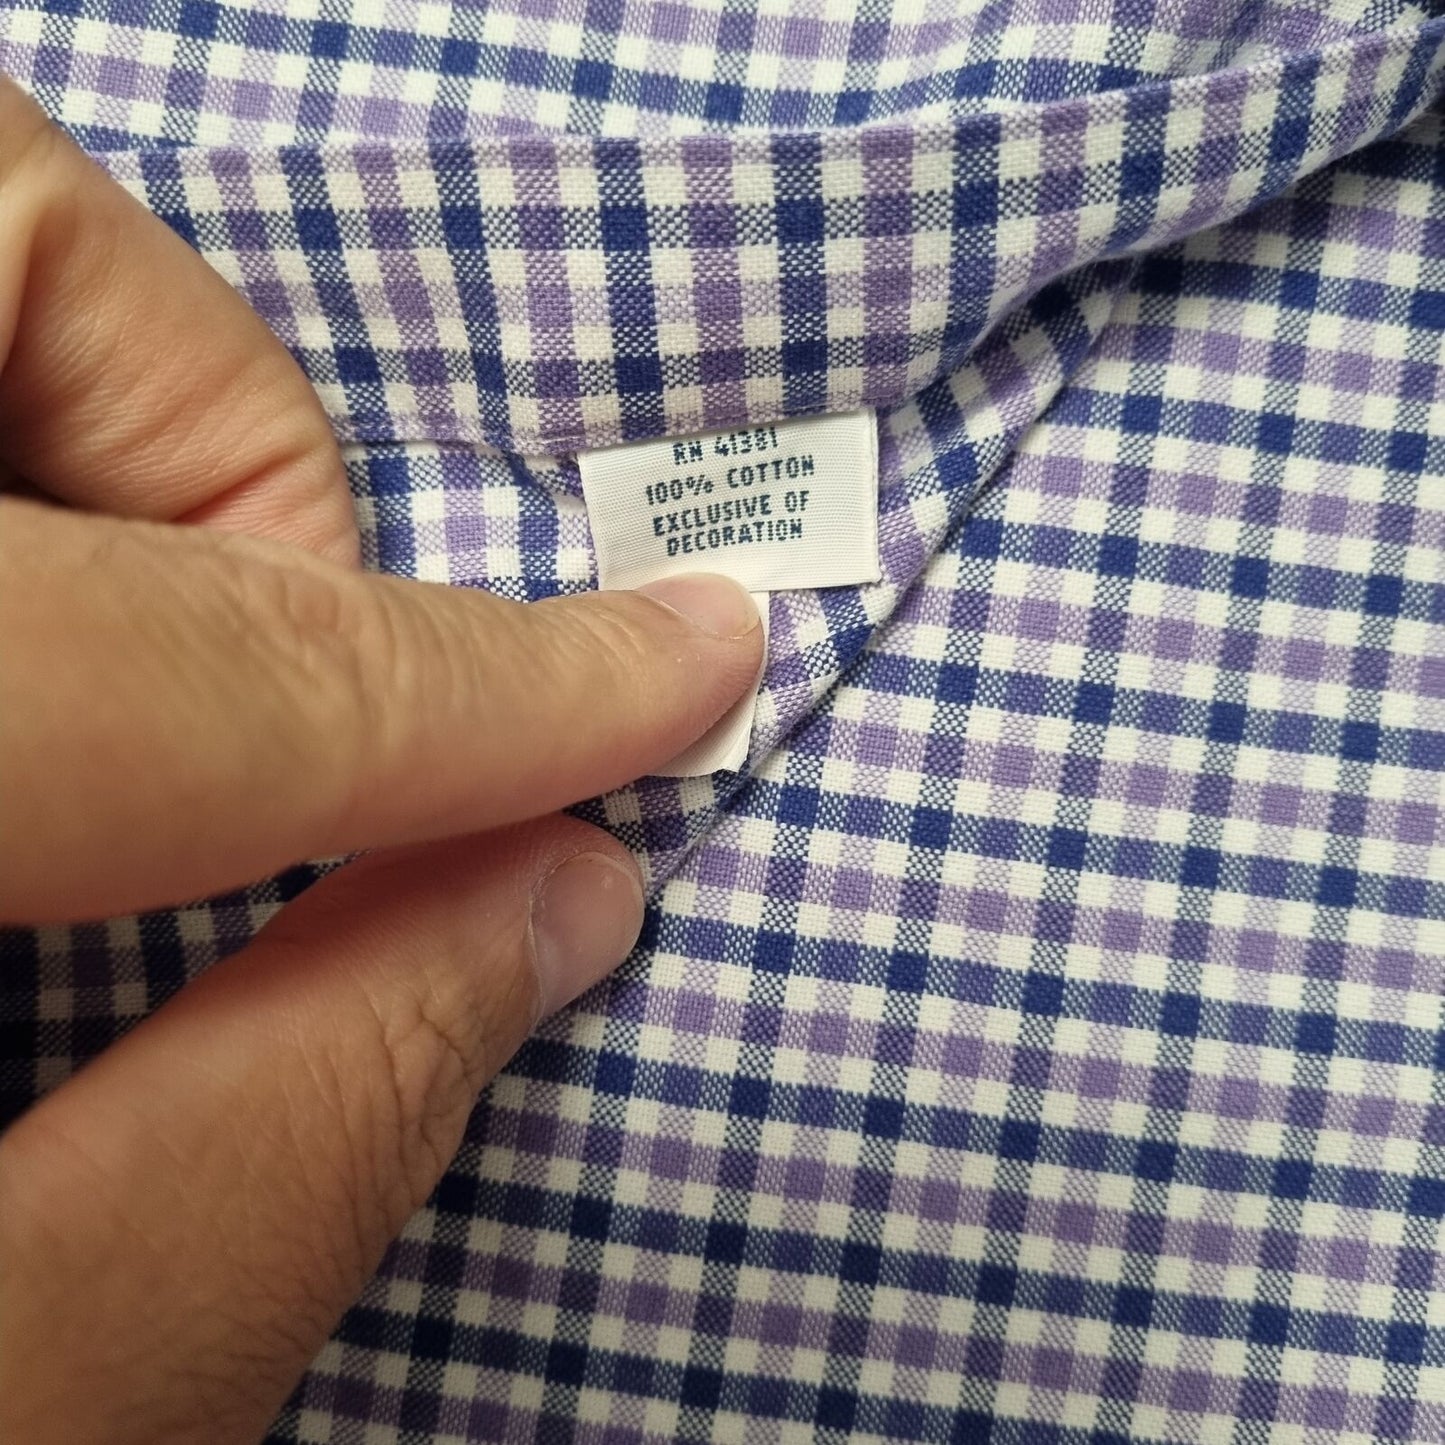 RN 41381
100% COTTON
EXCLUSIVE OF
DECORATION